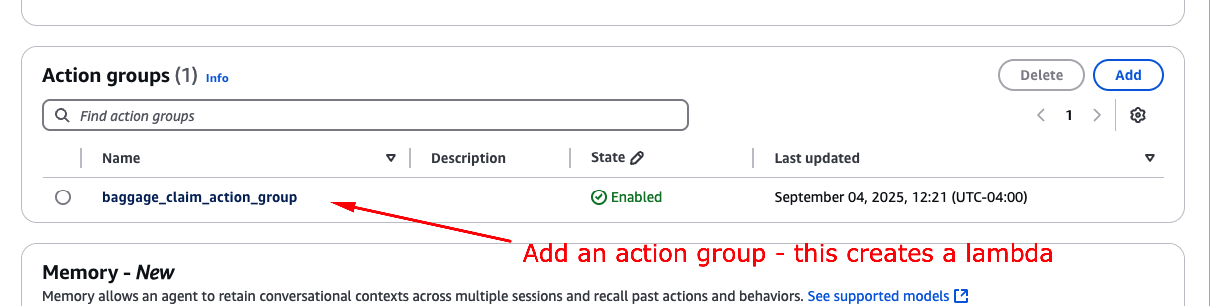 Action groups (1) Info
Delete
Add
Find action groups
1
Name
Description
State
Last updated
baggage_claim_action_group
Enabled
September 04, 2025, 12:21 (UTC-04:00)
Add an action group - this creates a lambda
Memory - New
Memory allows an agent to retain conversational contexts across multiple sessions and recall past actions and behaviors. See supported models